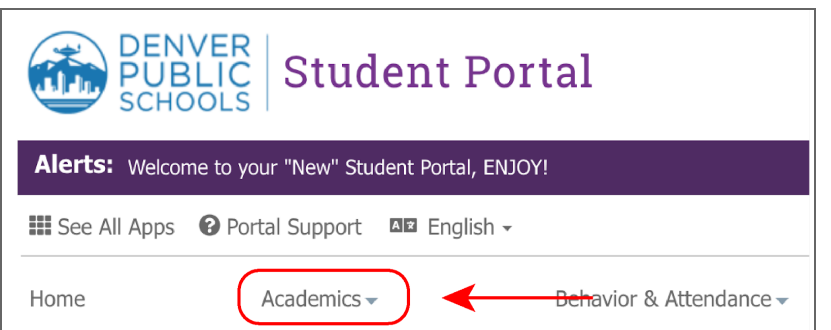 DENVER
PUBLIC
SCHOOLS
Student Portal
Alerts: Welcome to your "New" Student Portal, ENJOY!
See All Apps Portal Support English
Home Academics Behavior & Attendance